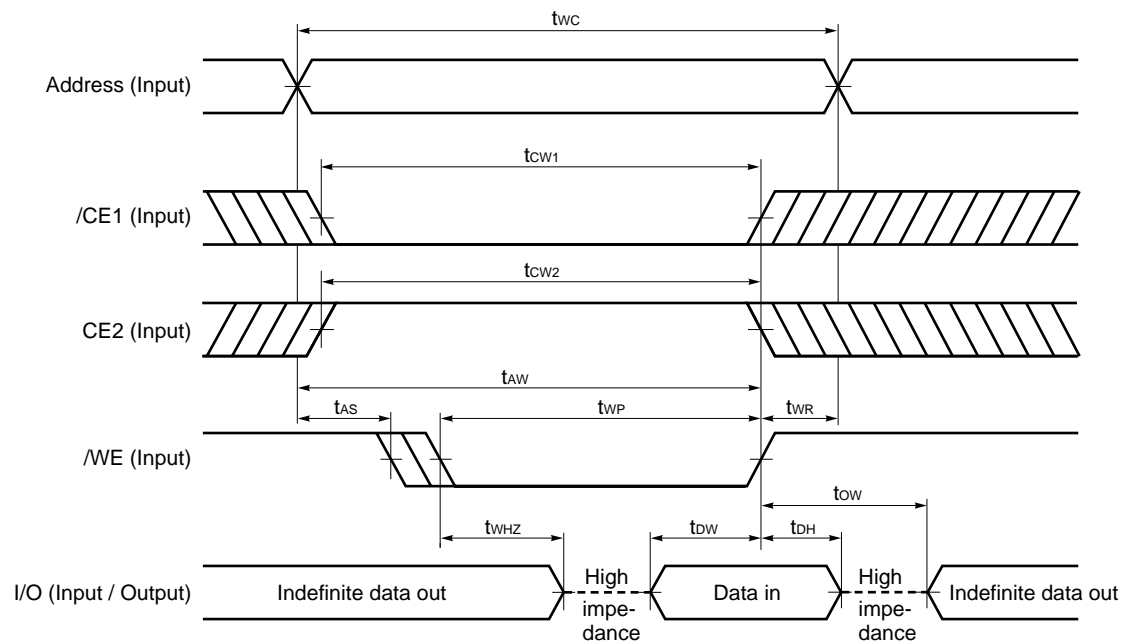 tWC
Address (Input)
tCW1
/CE1 (Input)
tCW2
CE2 (Input)
tAW
tAS
tWP
tWR
/WE (Input)
tOW
tWHZ
tDW
tDH
I/O (Input / Output)
Indefinite data out
High
impe-
dance
Data in
High
impe-
dance
Indefinite data out